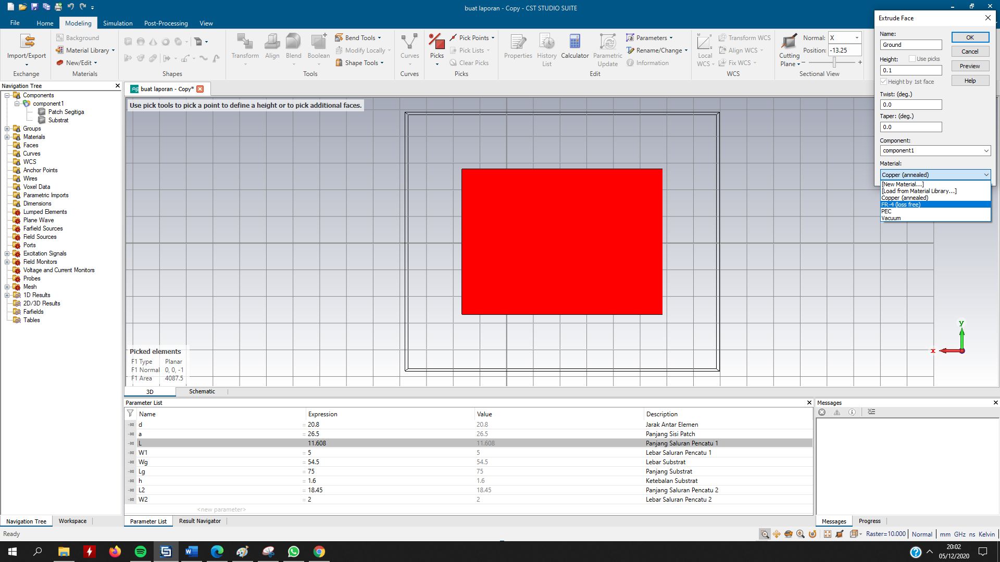 buat laporan - Copy - CST STUDIO SUITE
File Home Modeling Simulation Post-Processing View
Import/Export
Exchange
Background
Material Library
New/Edit
Materials
Shapes
Transform
Align
Blend
Boolean
Bend Tools
Modify Locally
Shape Tools
Tools
Curves
Curves
Picks
Pick Points
Pick Lists
Clear Picks
Picks
Properties
History List
Calculator
Parametric Update
Parameters
Rename/Change
Information
Edit
Local WCS
Transform WCS
Align WCS
Fix WCS
WCS
Cutting Plane
Normal: X
Position: -13.25
Sectional View
Extrude Face
Name:
Ground
Height:
Use picks
0.1
Height by 1st face
Twist: (deg.)
0.0
Taper: (deg.)
0.0
Component:
component1
Material:
Copper (annealed)
[New Material...]
[Load from Material Library...]
Copper (annealed)
FR-4 (loss free)
PEC
Vacuum
OK
Cancel
Preview
Help
Navigation Tree
Components
component1
Patch Segitiga
Substrat
Groups
Materials
Faces
Curves
WCS
Anchor Points
Wires
Voxel Data
Parametric Imports
Dimensions
Lumped Elements
Plane Wave
Farfield Sources
Field Sources
Ports
Excitation Signals
Field Monitors
Voltage and Current Monitors
Probes
Mesh
1D Results
2D/3D Results
Farfields
Tables
Navigation Tree Workspace
buat laporan - Copy*
Use pick tools to pick a point to define a height or to pick additional faces.
y
x
Picked elements
F1 Type Planar
F1 Normal 0, 0, -1
F1 Area 4087.5
3D Schematic
Parameter List
Name Expression Value Description
d = 20.8 20.8 Jarak Antar Elemen
a = 26.5 26.5 Panjang Sisi Patch
L 11.608 11.608 Panjang Saluran Pencatu 1
W1 = 5 5 Lebar Saluran Pencatu 1
Wg = 54.5 54.5 Lebar Substrat
Lg = 75 75 Panjang Substrat
h = 1.6 1.6 Ketebalan Substrat
L2 = 18.45 18.45 Panjang Saluran Pencatu 2
W2 = 2 2 Lebar Saluran Pencatu 2
<new parameter>
Parameter List Result Navigator
Messages
Messages Progress
Ready
Raster=10.000 Normal mm GHz ns Kelvin
20:02
05/12/2020